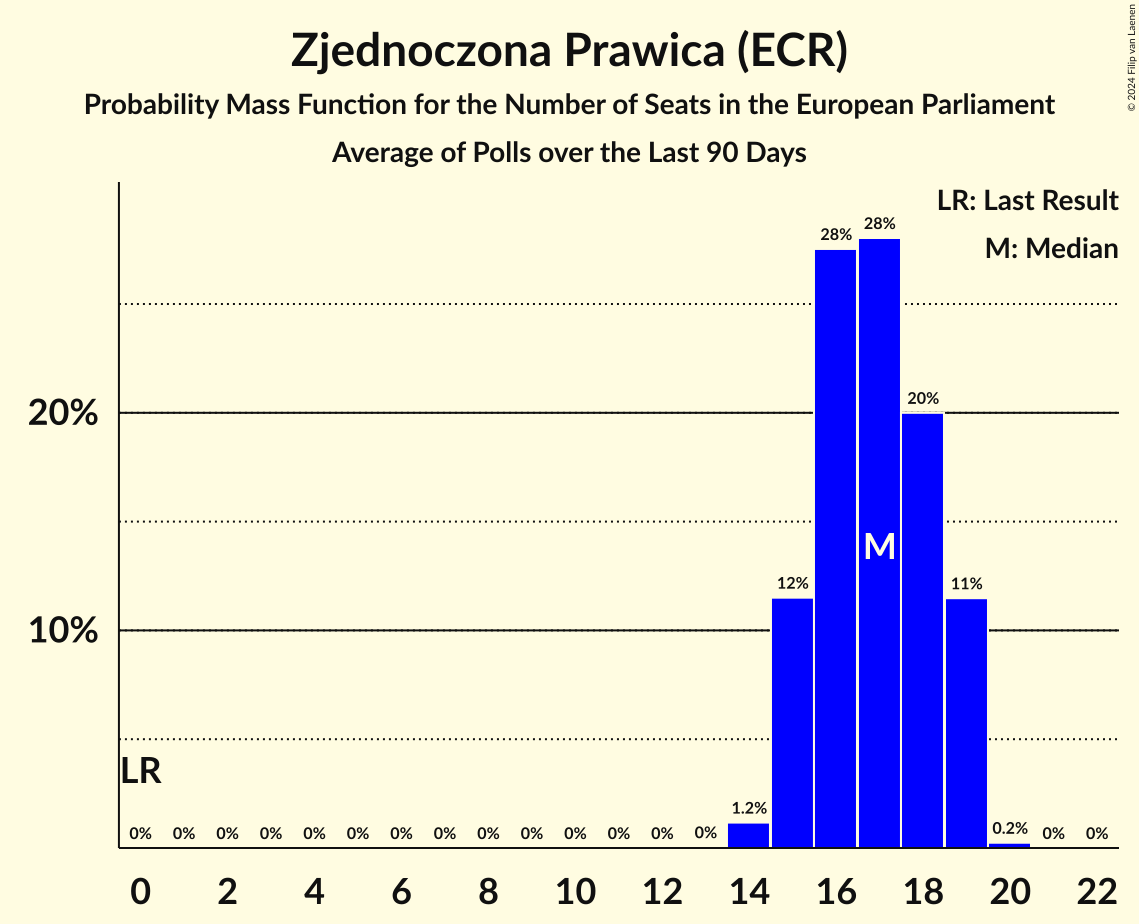 Zjednoczona Prawica (ECR)
Probability Mass Function for the Number of Seats in the European Parliament
Average of Polls over the Last 90 Days
© 2024 Filip van Laenen
LR: Last Result
M: Median
28% 28%
20%
20%
12% 11%
M
10%
LR
1.2% 0.2%
0% 0% 0% 0% 0% 0% 0% 0% 0% 0% 0% 0% 0% 0% 0% 0%
0 2 4 6 8 10 12 14 16 18 20 22